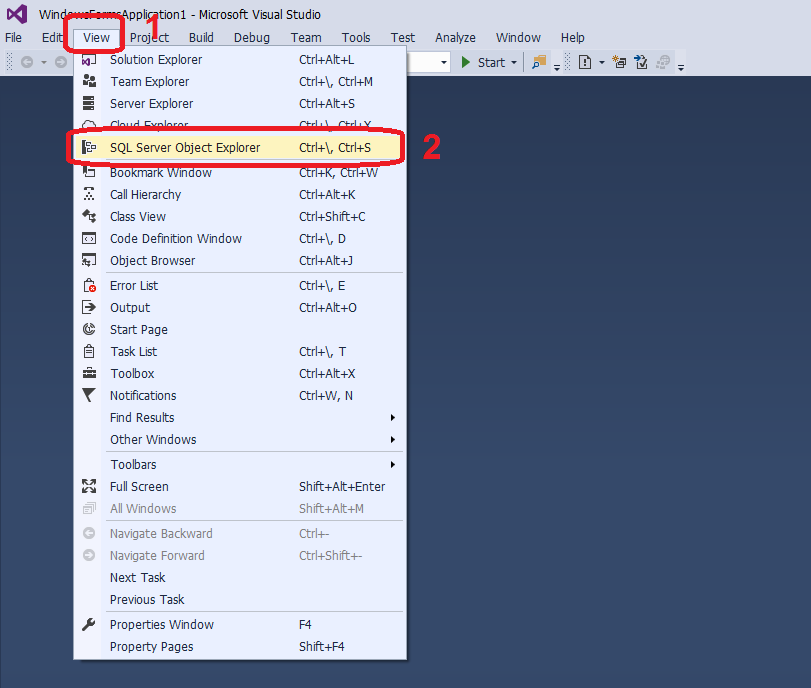 WindowsFormsApplication1 - Microsoft Visual Studio
1
File Edit View Project Build Debug Team Tools Test Analyze Window Help
Start
Solution Explorer Ctrl+Alt+L
Team Explorer Ctrl+\, Ctrl+M
Server Explorer Ctrl+Alt+S
Cloud Explorer Ctrl+\, Ctrl+X
SQL Server Object Explorer Ctrl+\, Ctrl+S
2
Bookmark Window Ctrl+K, Ctrl+W
Call Hierarchy Ctrl+Alt+K
Class View Ctrl+Shift+C
Code Definition Window Ctrl+\, D
Object Browser Ctrl+Alt+J
Error List Ctrl+\, E
Output Ctrl+Alt+O
Start Page
Task List Ctrl+\, T
Toolbox Ctrl+Alt+X
Notifications Ctrl+W, N
Find Results
Other Windows
Toolbars
Full Screen Shift+Alt+Enter
All Windows Shift+Alt+M
Navigate Backward Ctrl+-
Navigate Forward Ctrl+Shift+-
Next Task
Previous Task
Properties Window F4
Property Pages Shift+F4